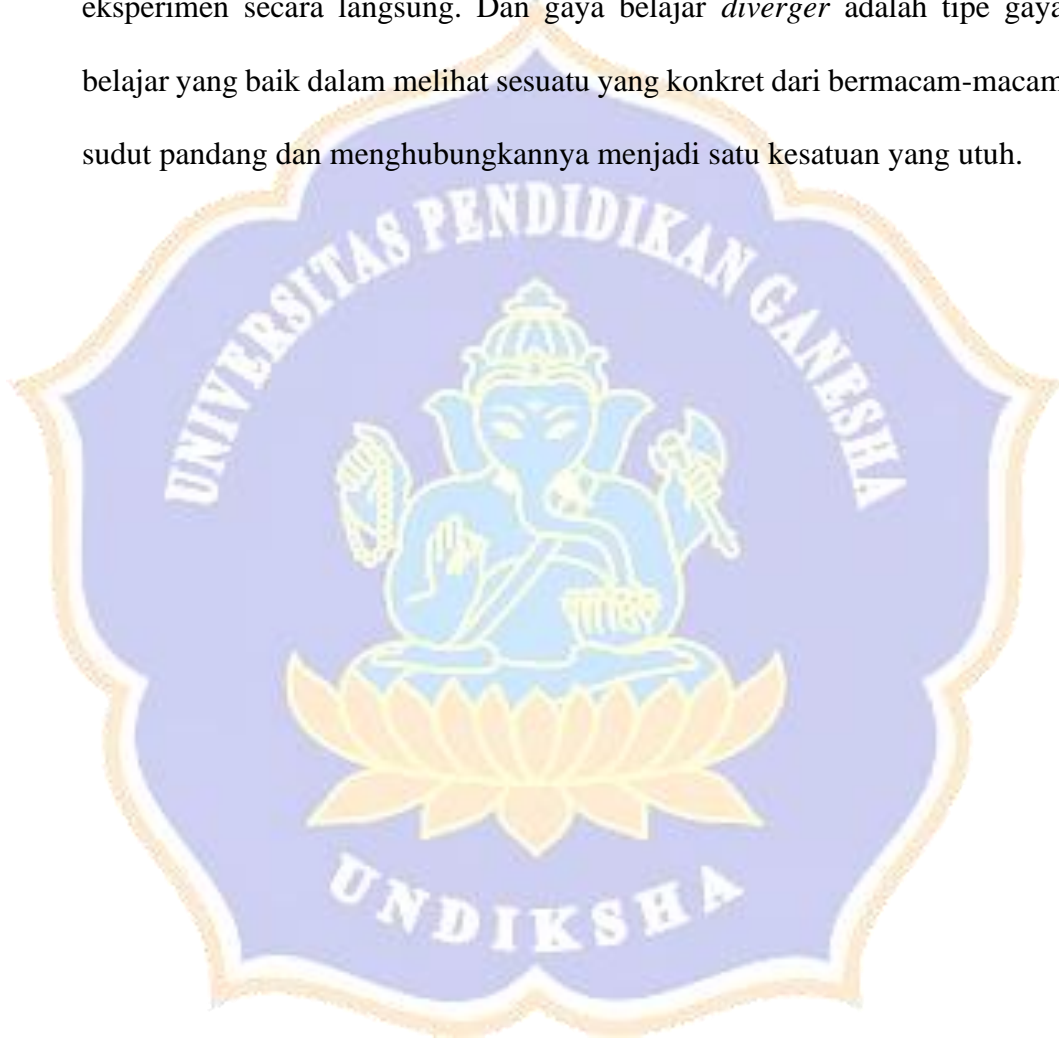 eksperimen secara langsung. Dan gaya belajar diverger adalah tipe gaya
belajar yang baik dalam melihat sesuatu yang konkret dari bermacam-macam
sudut pandang dan menghubungkannya menjadi satu kesatuan yang utuh.
UNIVERSITAS PENDIDIKAN GANESHA
UNDIKSHA